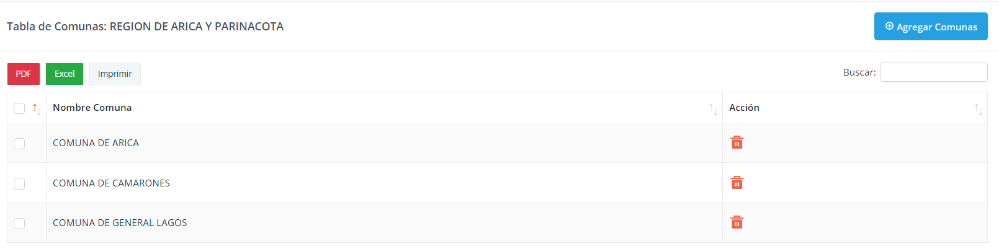 Tabla de Comunas: REGION DE ARICA Y PARINACOTA
Agregar Comunas
PDF Excel Imprimir Buscar:
Nombre Comuna Acción
COMUNA DE ARICA
COMUNA DE CAMARONES
COMUNA DE GENERAL LAGOS